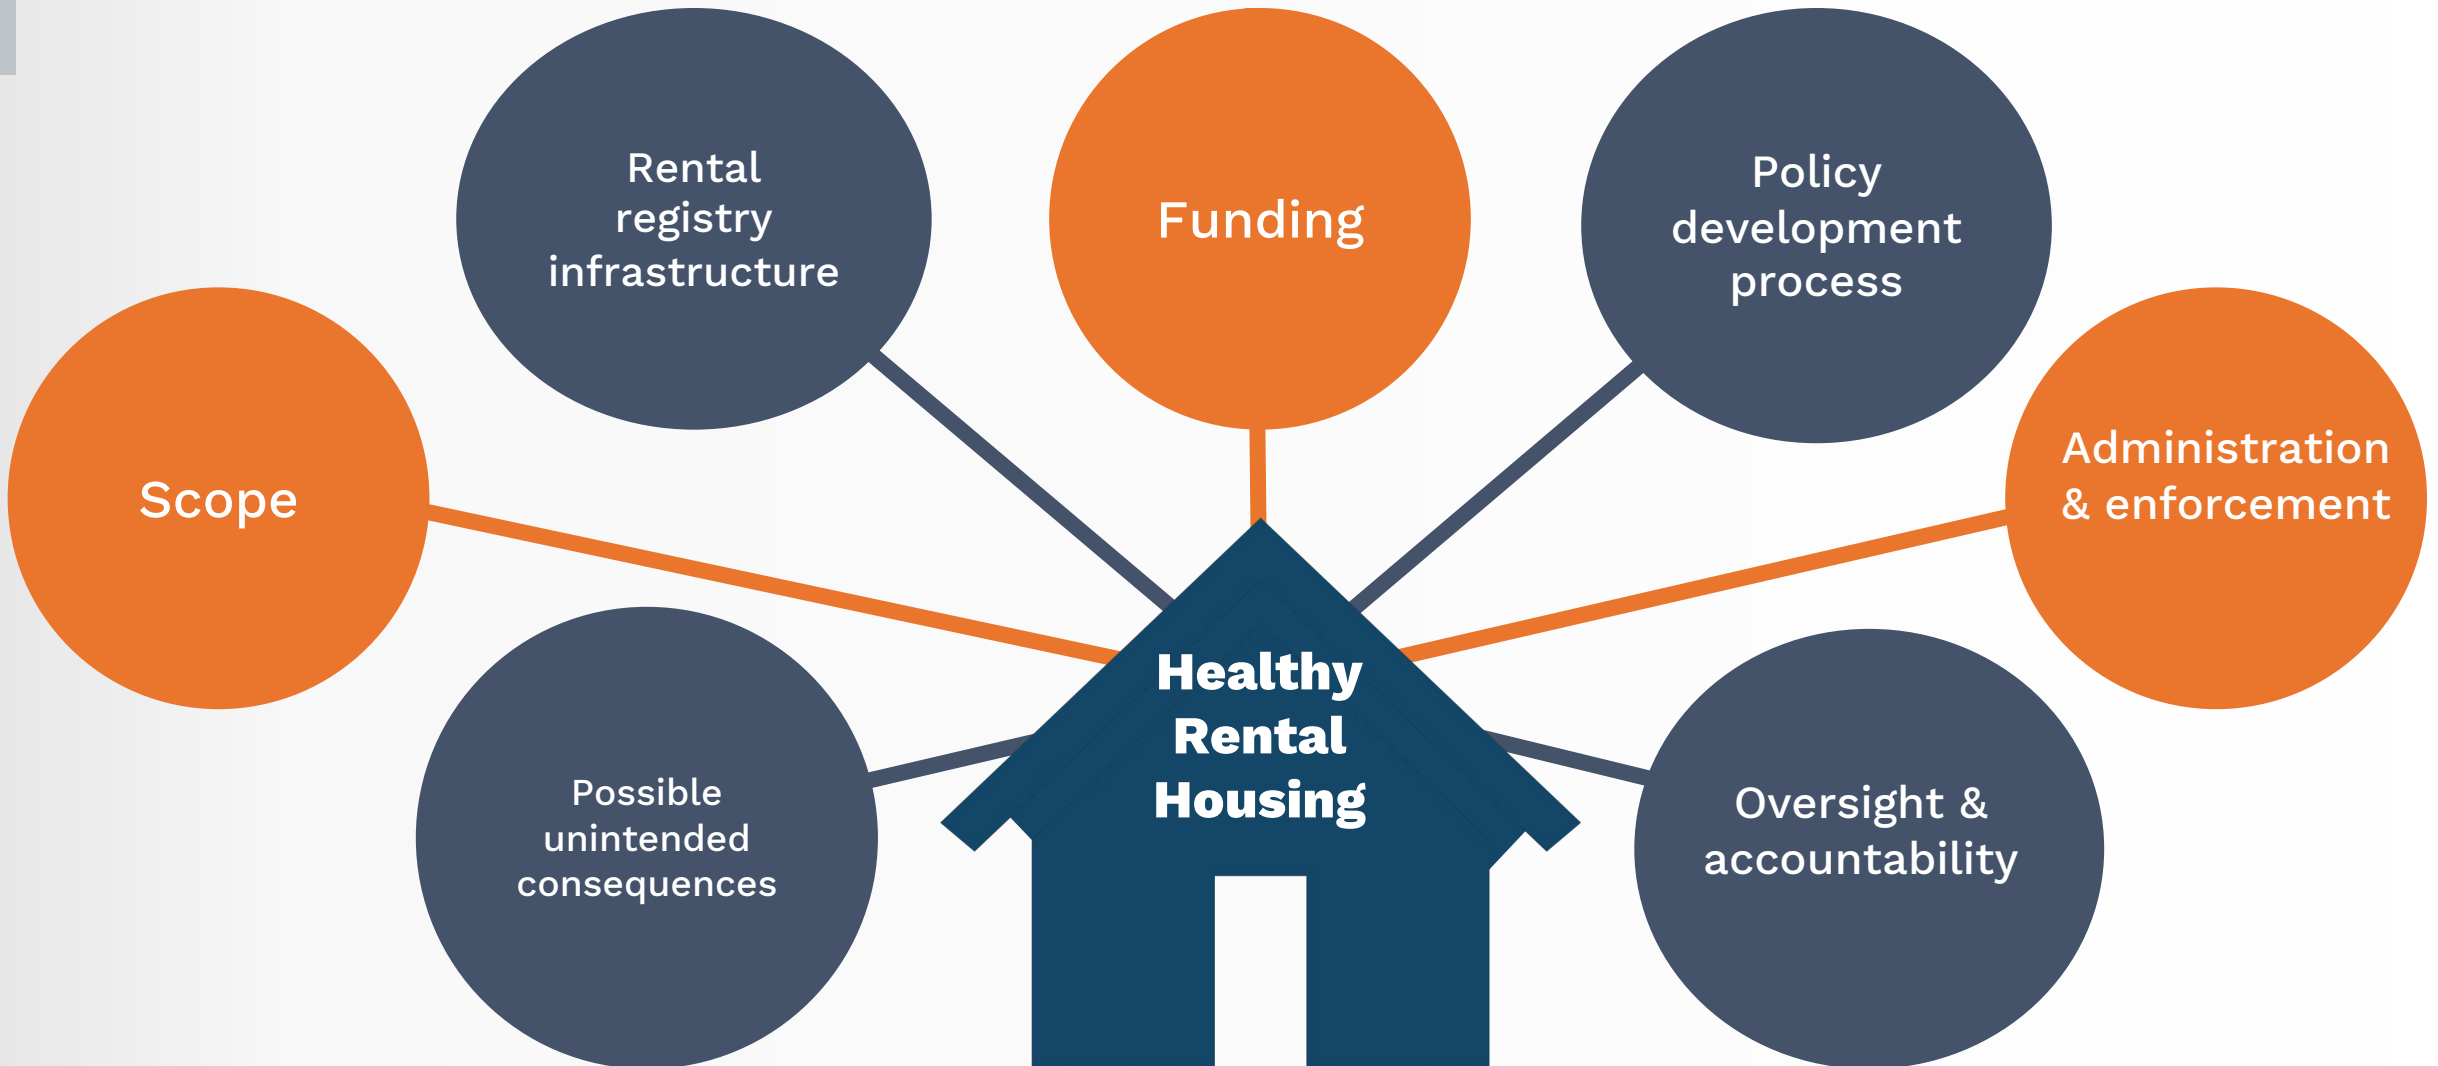 Rental
registry
infrastructure
Funding
Policy
development
process
Scope
Administration
& enforcement
Possible
unintended
consequences
Healthy
Rental
Housing
Oversight &
accountability